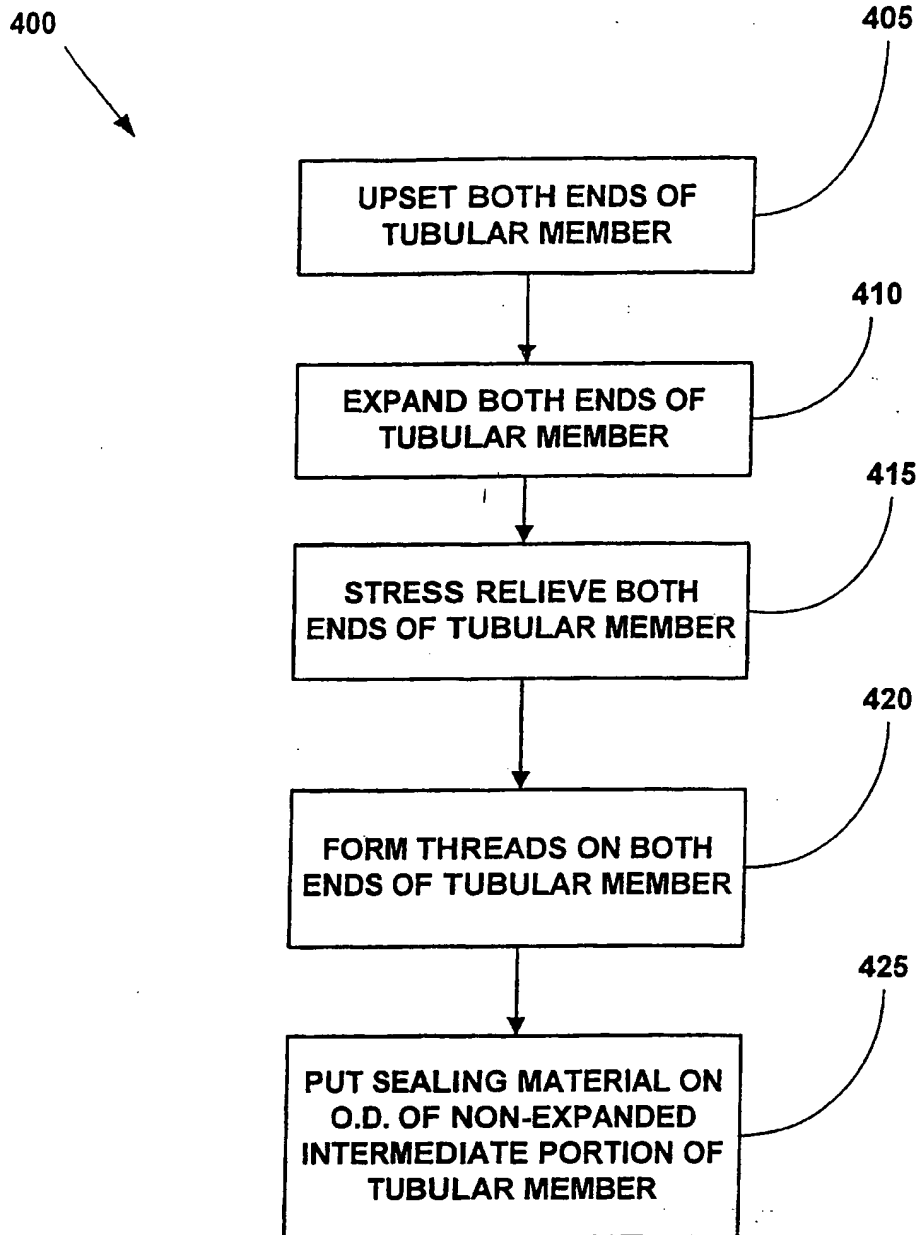 400
405
UPSET BOTH ENDS OF
TUBULAR MEMBER
410
EXPAND BOTH ENDS OF
TUBULAR MEMBER
415
STRESS RELIEVE BOTH
ENDS OF TUBULAR MEMBER
420
FORM THREADS ON BOTH
ENDS OF TUBULAR MEMBER
425
PUT SEALING MATERIAL ON
O.D. OF NON-EXPANDED
INTERMEDIATE PORTION OF
TUBULAR MEMBER